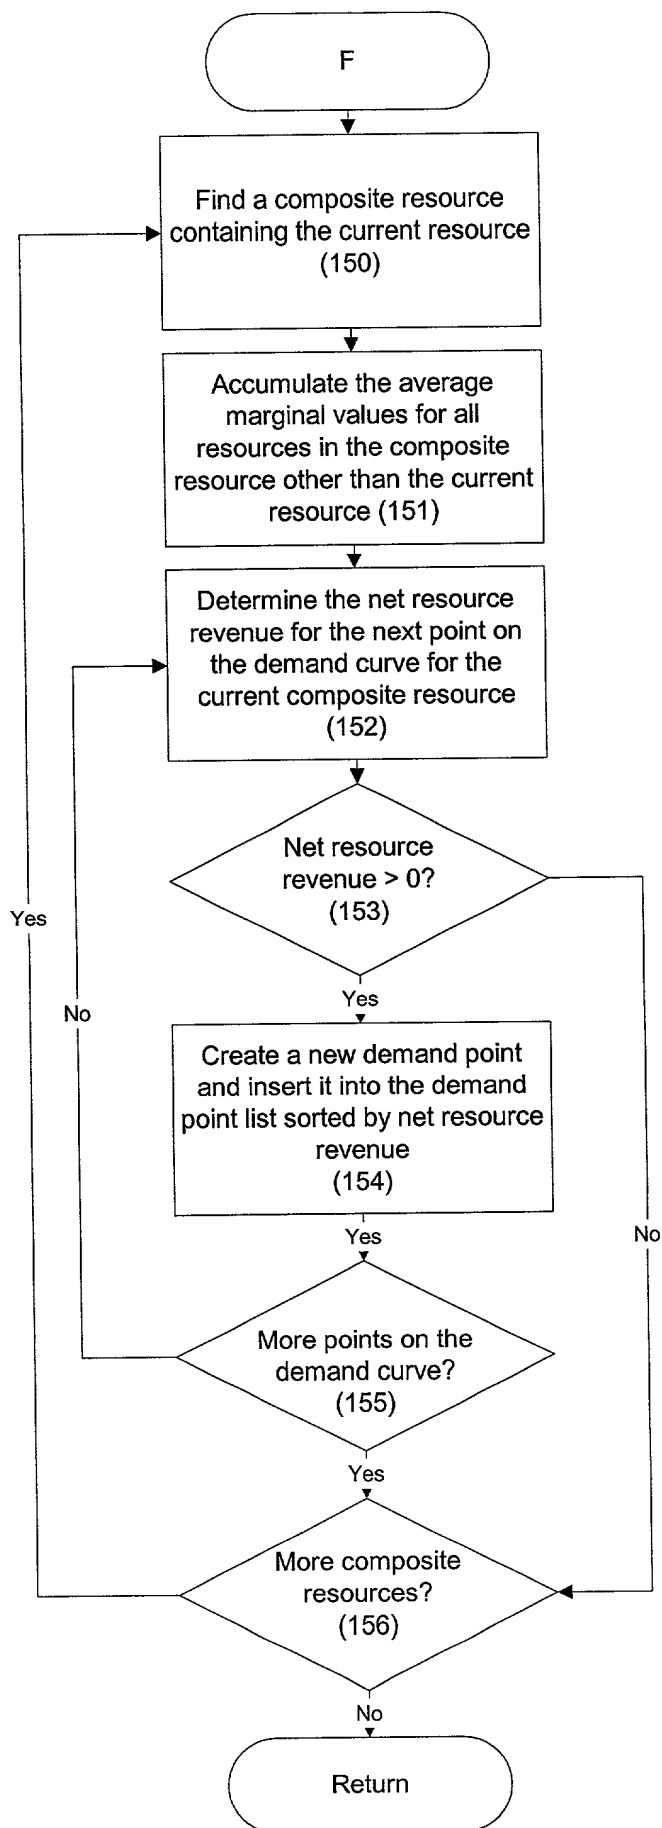 F
Find a composite resource
containing the current resource
(150)
Accumulate the average
marginal values for all
resources in the composite
resource other than the current
resource (151)
Determine the net resource
revenue for the next point on
the demand curve for the
current composite resource
(152)
Net resource
revenue > 0?
(153)
Yes
No
Yes
Create a new demand point
and insert it into the demand
point list sorted by net resource
revenue
(154)
Yes
No
More points on the
demand curve?
(155)
Yes
More composite
resources?
(156)
No
Return